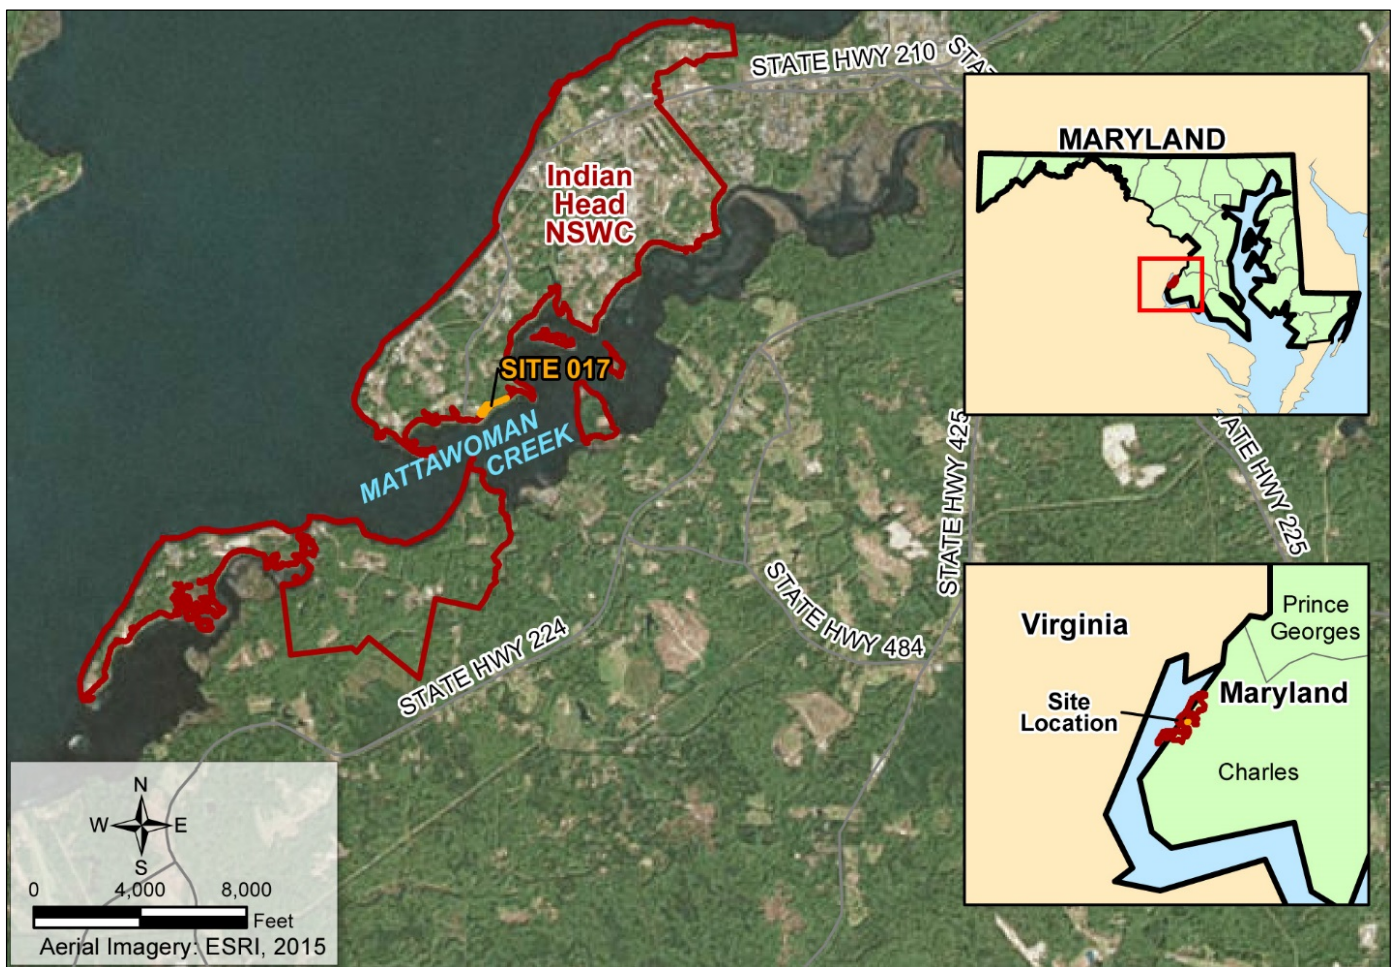 STATE HWY 210
STATE
MARYLAND
Indian
Head
NSWC
SITE 017
MATTAWOMAN
CREEK
STATE HWY 425
STATE HWY 225
STATE HWY 484
STATE HWY 224
Virginia
Prince
Georges
Maryland
Site
Location
Charles
N
W E
S
0 4,000 8,000
Feet
Aerial Imagery: ESRI, 2015